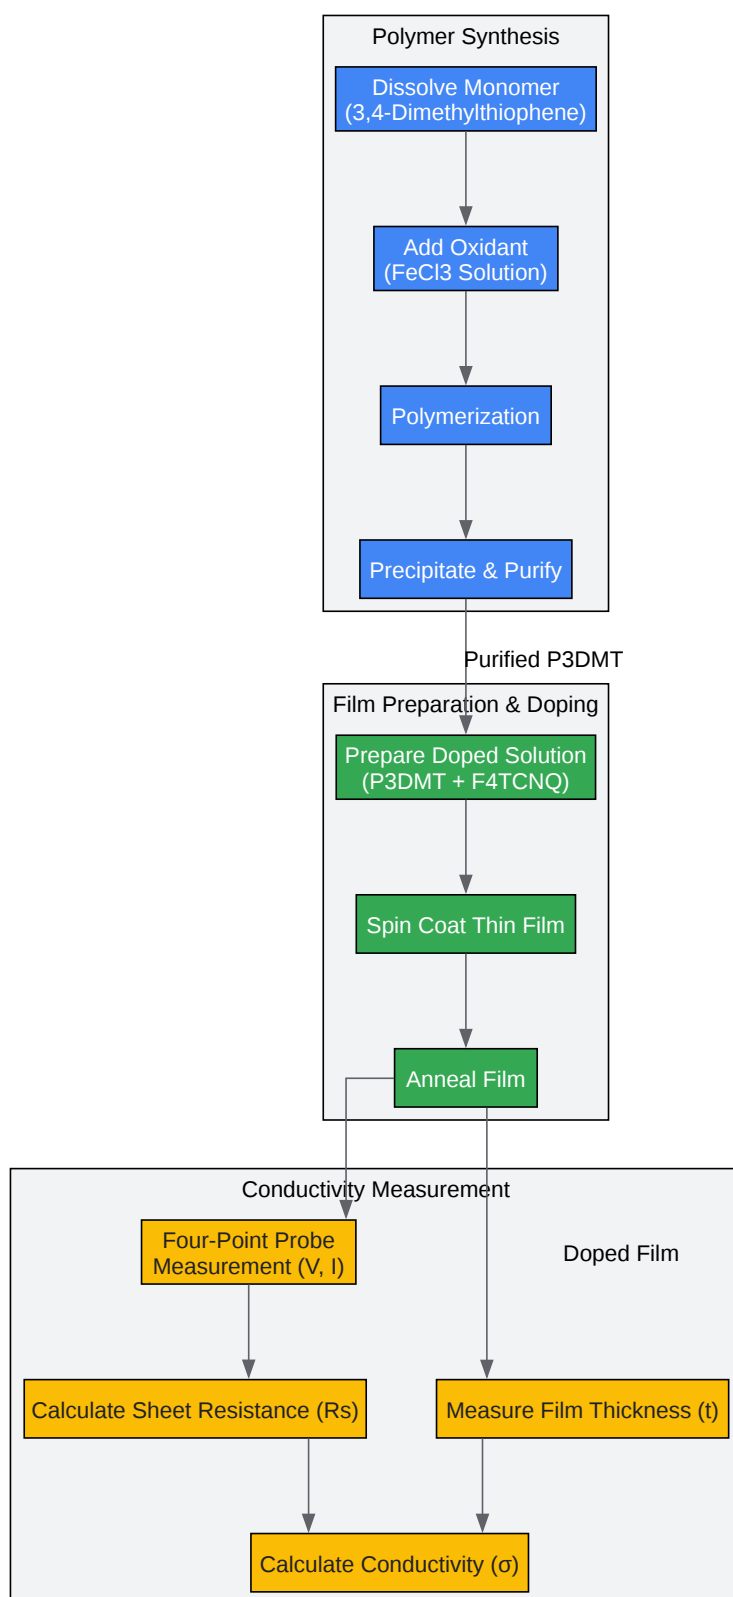 Polymer Synthesis
Dissolve Monomer
(3,4-Dimethylthiophene)
Add Oxidant
(FeCl3 Solution)
Polymerization
Precipitate & Purify
Purified P3DMT
Film Preparation & Doping
Prepare Doped Solution
(P3DMT + F4TCNQ)
Spin Coat Thin Film
Anneal Film
Conductivity Measurement
Four-Point Probe
Measurement (V, I)
Doped Film
Calculate Sheet Resistance (Rs)
Measure Film Thickness (t)
Calculate Conductivity (σ)